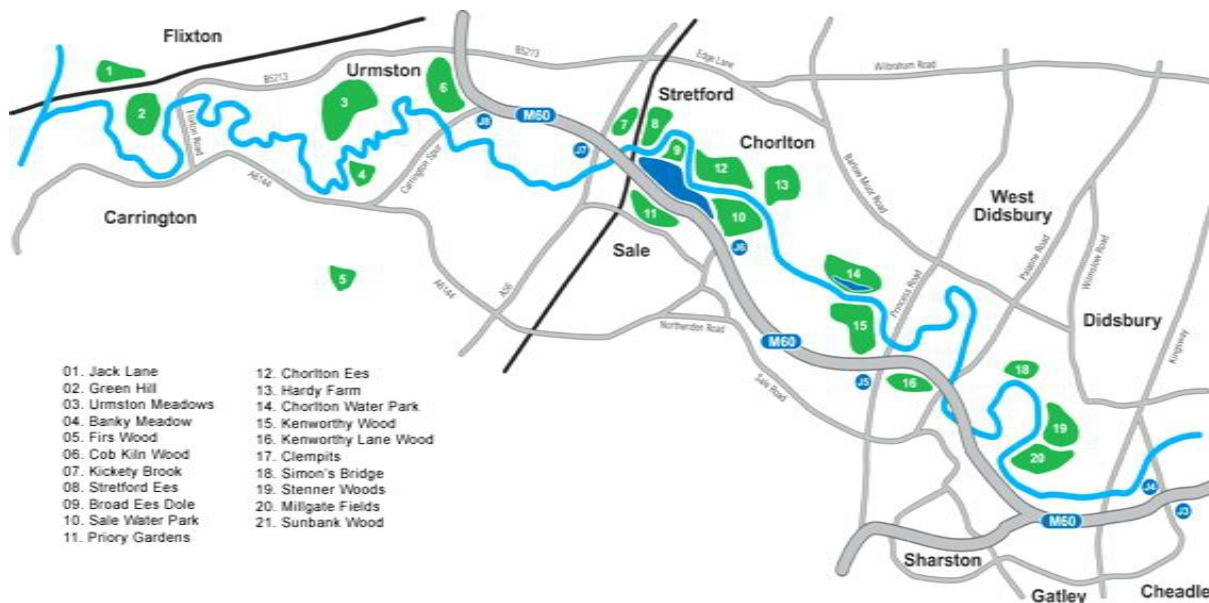 Flixton
B5213
Urmston
B5213
Edge Lane
Wilbraham Road
1
2
3
6
M60
J8
J7
Stretford
7
8
9
12
Chorlton
13
Flixton Road
4
Carrington Spur
A6144
Barlow Moor Road
West
Didsbury
Carrington
11
10
J6
Sale
5
A6144
A56
14
Princess Road
Palatine Road
Wilmslow Road
Northenden Road
15
M60
Didsbury
Kingsway
Sale Road
J5
16
18
19
20
J4
J3
M60
Sharston
Gatley
Cheadle
01. Jack Lane
02. Green Hill
03. Urmston Meadows
04. Banky Meadow
05. Firs Wood
06. Cob Kiln Wood
07. Kickety Brook
08. Stretford Ees
09. Broad Ees Dole
10. Sale Water Park
11. Priory Gardens
12. Chorlton Ees
13. Hardy Farm
14. Chorlton Water Park
15. Kenworthy Wood
16. Kenworthy Lane Wood
17. Clempits
18. Simon's Bridge
19. Stenner Woods
20. Millgate Fields
21. Sunbank Wood